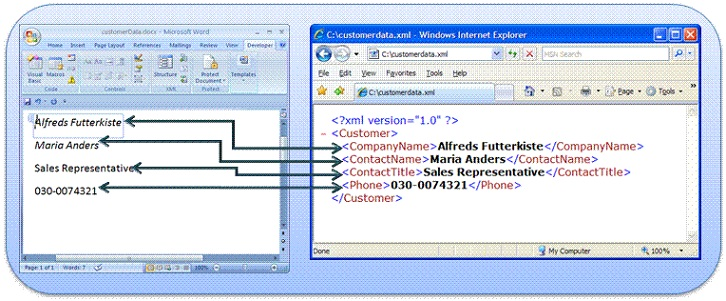 customerData.docx - Microsoft Word
Home Insert Page Layout References Mailings Review View Developer
Visual Basic Macros Structure Protect Document Templates
Code Controls XML Protect
Alfreds Futterkiste
Maria Anders
Sales Representative
030-0074321
Page: 1 of 1 Words: 7 100%
C:\customerdata.xml - Windows Internet Explorer
C:\customerdata.xml MSN Search
File Edit View Favorites Tools Help
C:\customerdata.xml Page Tools
<?xml version="1.0" ?>
- <Customer>
<CompanyName>Alfreds Futterkiste</CompanyName>
<ContactName>Maria Anders</ContactName>
<ContactTitle>Sales Representative</ContactTitle>
<Phone>030-0074321</Phone>
</Customer>
Done My Computer 100%